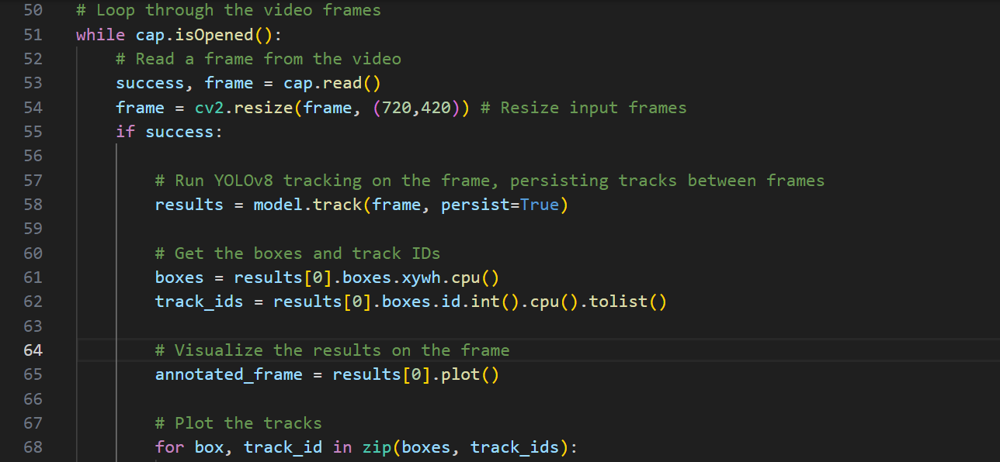 50 # Loop through the video frames
51 while cap.isOpened():
52     # Read a frame from the video
53     success, frame = cap.read()
54     frame = cv2.resize(frame, (720,420)) # Resize input frames
55     if success:
56
57         # Run YOLOv8 tracking on the frame, persisting tracks between frames
58         results = model.track(frame, persist=True)
59
60         # Get the boxes and track IDs
61         boxes = results[0].boxes.xywh.cpu()
62         track_ids = results[0].boxes.id.int().cpu().tolist()
63
64         # Visualize the results on the frame
65         annotated_frame = results[0].plot()
66
67         # Plot the tracks
68         for box, track_id in zip(boxes, track_ids):